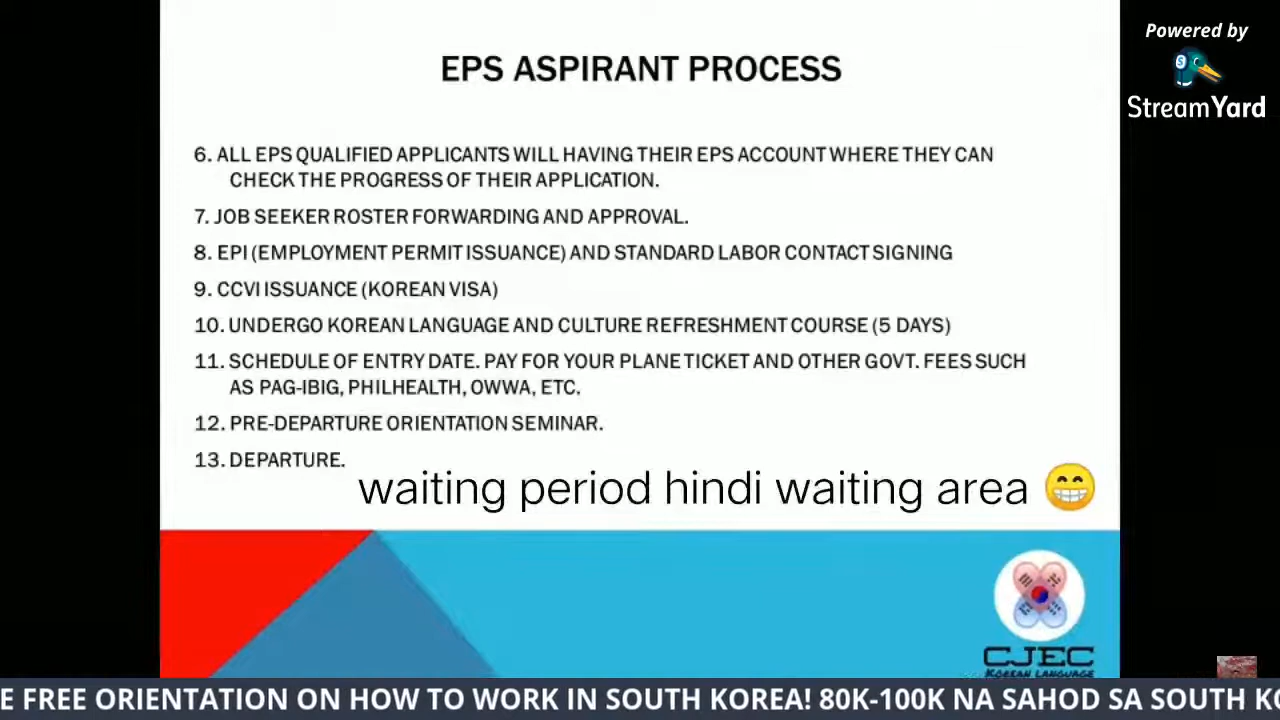 Powered by
StreamYard
EPS ASPIRANT PROCESS
6. ALL EPS QUALIFIED APPLICANTS WILL HAVING THEIR EPS ACCOUNT WHERE THEY CAN
CHECK THE PROGRESS OF THEIR APPLICATION.
7. JOB SEEKER ROSTER FORWARDING AND APPROVAL.
8. EPI (EMPLOYMENT PERMIT ISSUANCE) AND STANDARD LABOR CONTACT SIGNING
9. CCVI ISSUANCE (KOREAN VISA)
10. UNDERGO KOREAN LANGUAGE AND CULTURE REFRESHMENT COURSE (5 DAYS)
11. SCHEDULE OF ENTRY DATE. PAY FOR YOUR PLANE TICKET AND OTHER GOVT. FEES SUCH
AS PAG-IBIG, PHILHEALTH, OWWA, ETC.
12. PRE-DEPARTURE ORIENTATION SEMINAR.
13. DEPARTURE.
waiting period hindi waiting area 😁
CJEC
KOREAN LANGUAGE
E FREE ORIENTATION ON HOW TO WORK IN SOUTH KOREA! 80K-100K NA SAHOD SA SOUTH KO